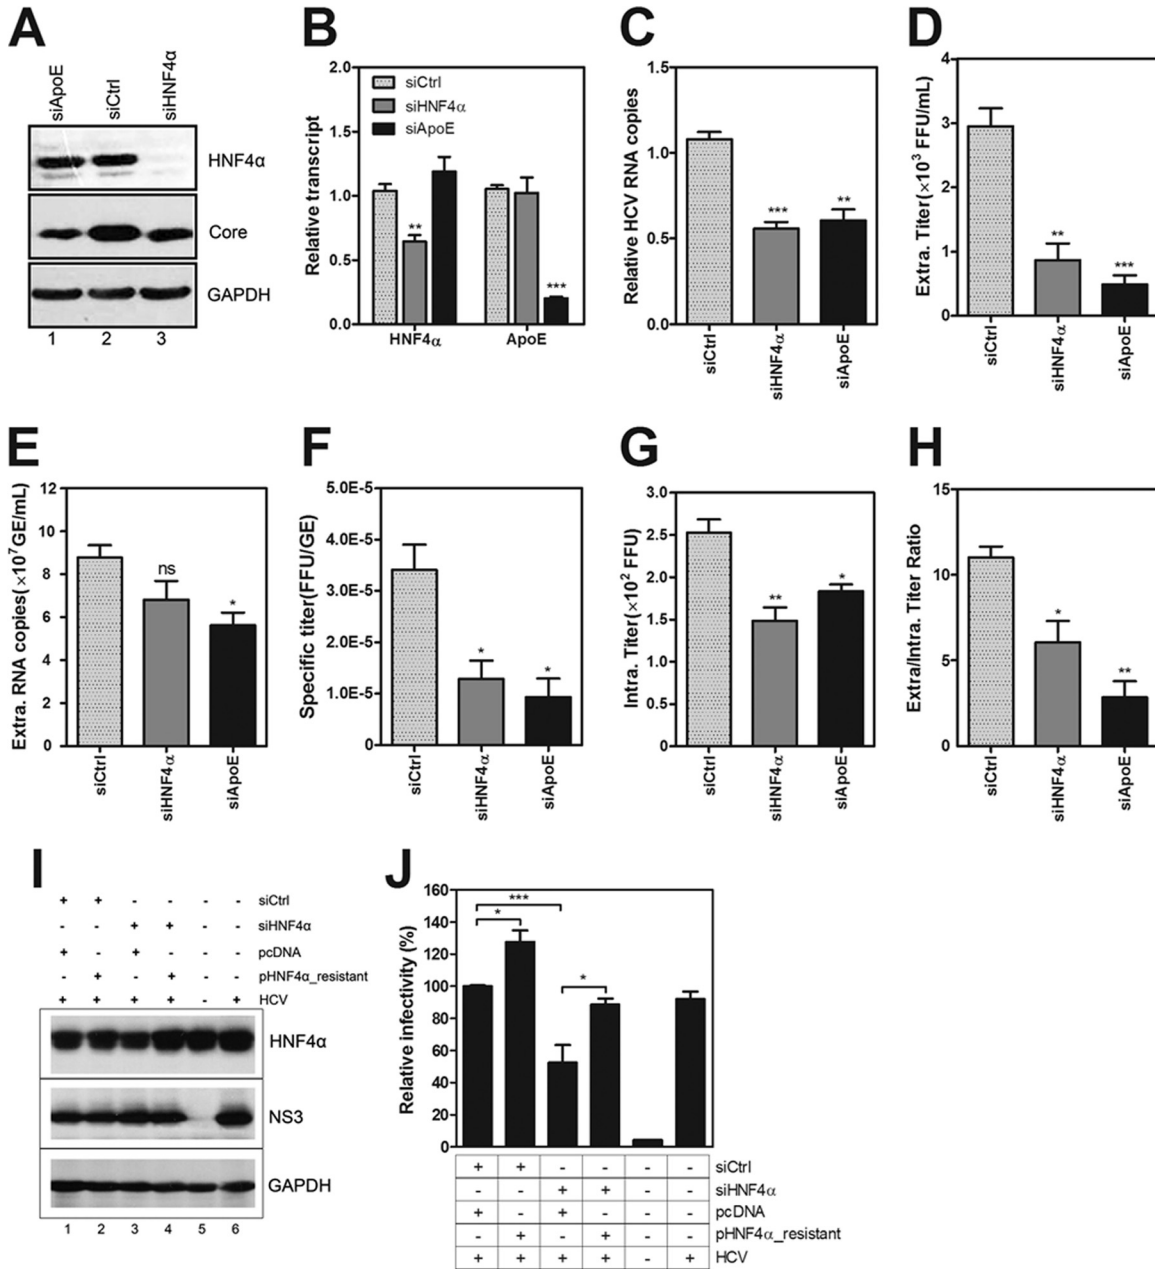 A
siApoE
siCtrl
siHNF4α
HNF4α
Core
GAPDH
1 2 3
B
Relative transcript
2.0
1.5
1.0
0.5
0.0
siCtrl
siHNF4α
siApoE
**
***
HNF4α ApoE
C
Relative HCV RNA copies
1.5
1.0
0.5
0.0
***
**
siCtrl
siHNF4α
siApoE
D
Extra. Titer(×10³ FFU/mL)
4
3
2
1
0
**
***
siCtrl
siHNF4α
siApoE
E
Extra. RNA copies(×10⁷GE/mL)
12
10
8
6
4
2
0
ns
*
siCtrl
siHNF4α
siApoE
F
Specific titer(FFU/GE)
5.0E-5
4.0E-5
3.0E-5
2.0E-5
1.0E-5
0
*
*
siCtrl
siHNF4α
siApoE
G
Intra. Titer(×10² FFU)
3.0
2.5
2.0
1.5
1.0
0.5
0
**
*
siCtrl
siHNF4α
siApoE
H
Extra/Intra. Titer Ratio
15
10
5
0
*
**
siCtrl
siHNF4α
siApoE
I
+ + - - - - siCtrl
- - + + - - siHNF4α
+ - + - - - pcDNA
- + - + - - pHNF4α_resistant
+ + + + - + HCV
HNF4α
NS3
GAPDH
1 2 3 4 5 6
J
Relative infectivity (%)
160
140
120
100
80
60
40
20
0
***
*
*
+ + - - - - siCtrl
- - + + - - siHNF4α
+ - + - - - pcDNA
- + - + - - pHNF4α_resistant
+ + + + - + HCV